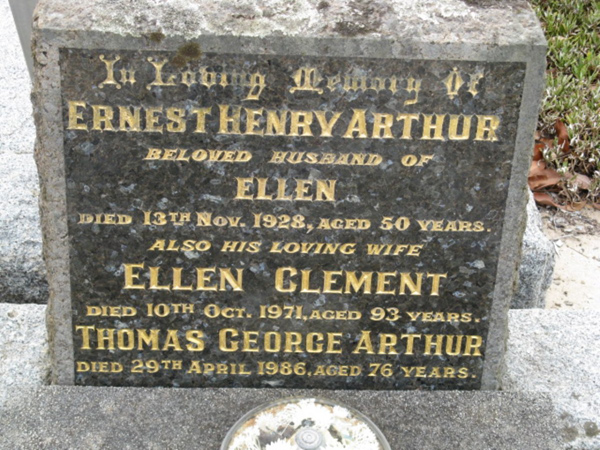 In Loving Memory Of
ERNEST HENRY ARTHUR
BELOVED HUSBAND OF
ELLEN
DIED 13TH NOV. 1928, AGED 50 YEARS.
ALSO HIS LOVING WIFE
ELLEN CLEMENT
DIED 10TH OCT. 1971, AGED 93 YEARS.
THOMAS GEORGE ARTHUR
DIED 29TH APRIL 1986, AGED 76 YEARS.